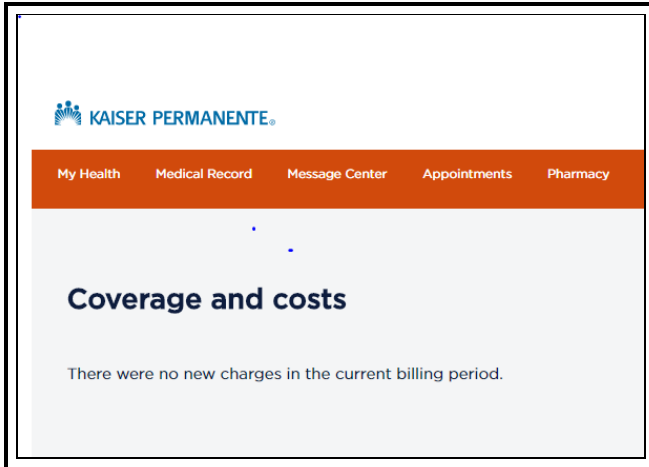 KAISER PERMANENTE®
My Health Medical Record Message Center Appointments Pharmacy
Coverage and costs
There were no new charges in the current billing period.